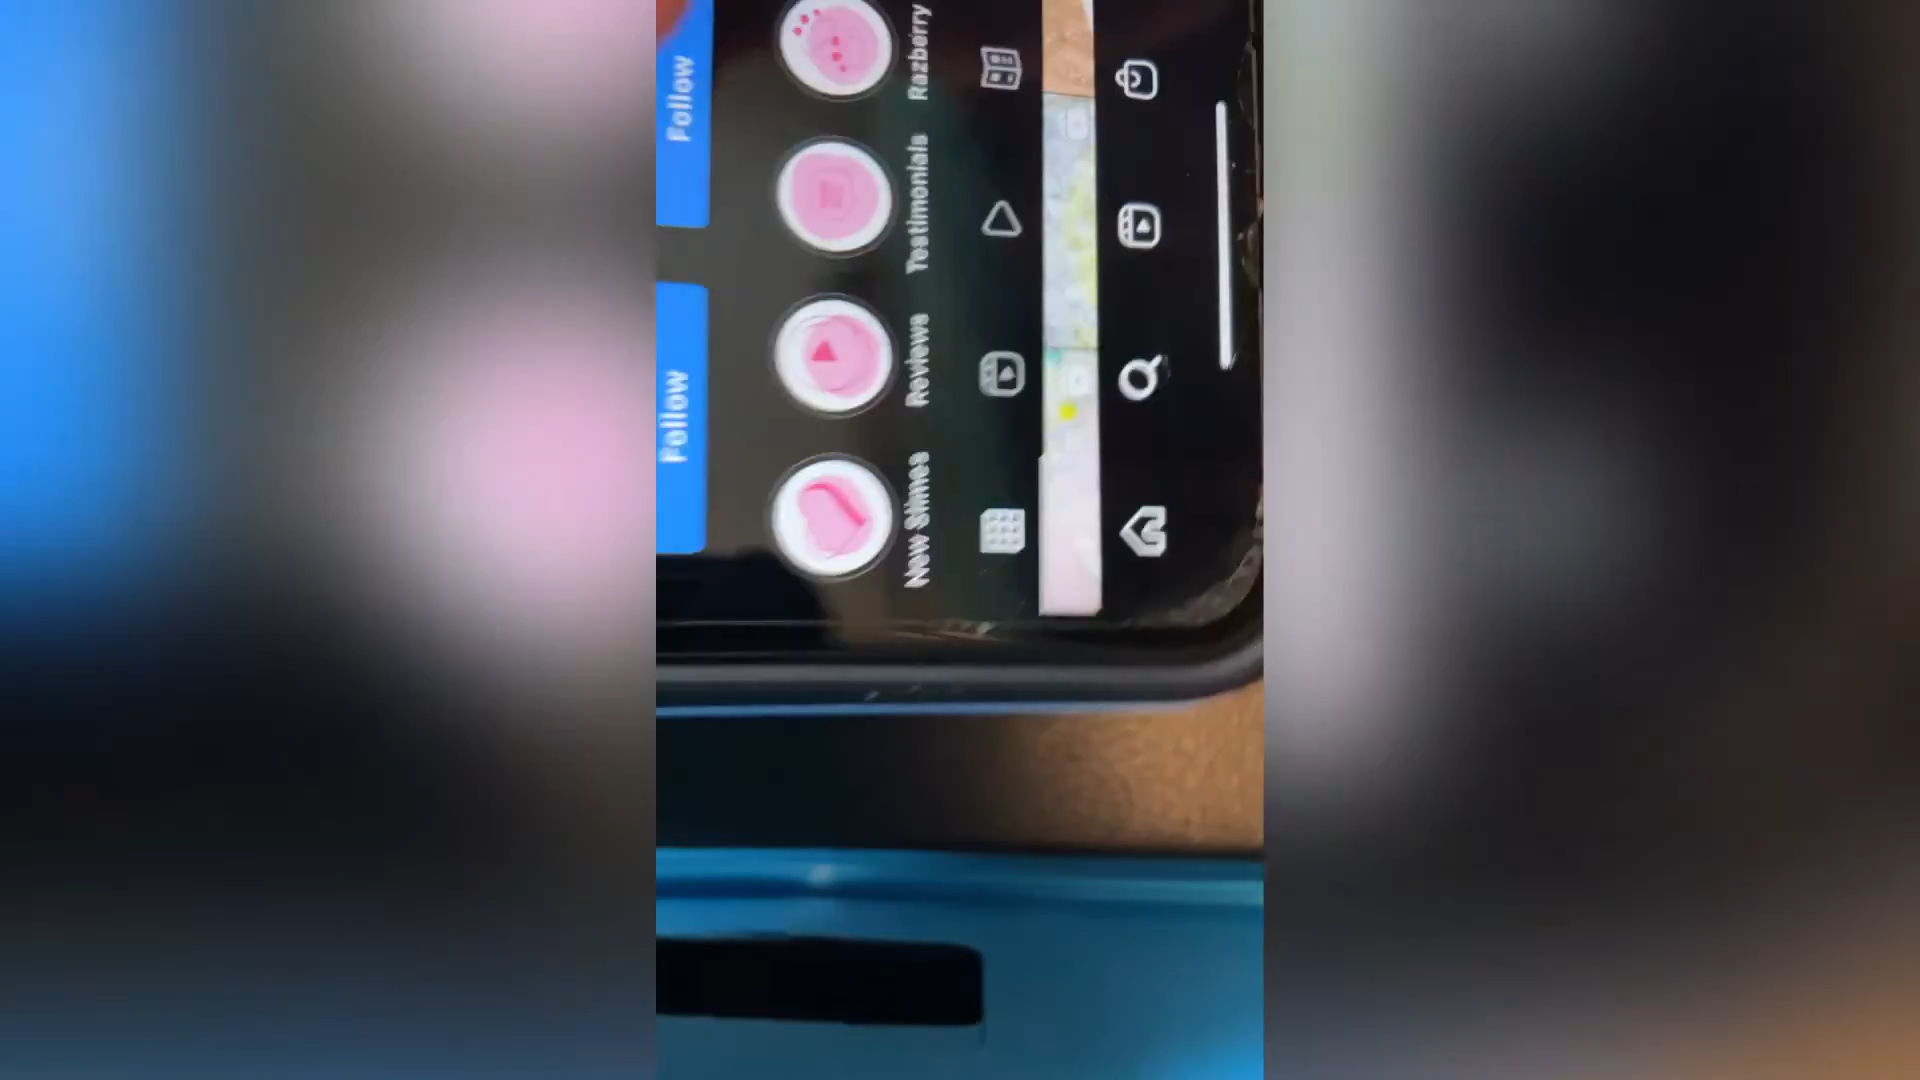 Follow
Follow
New Slimes
Reviews
Testimonials
Razberry